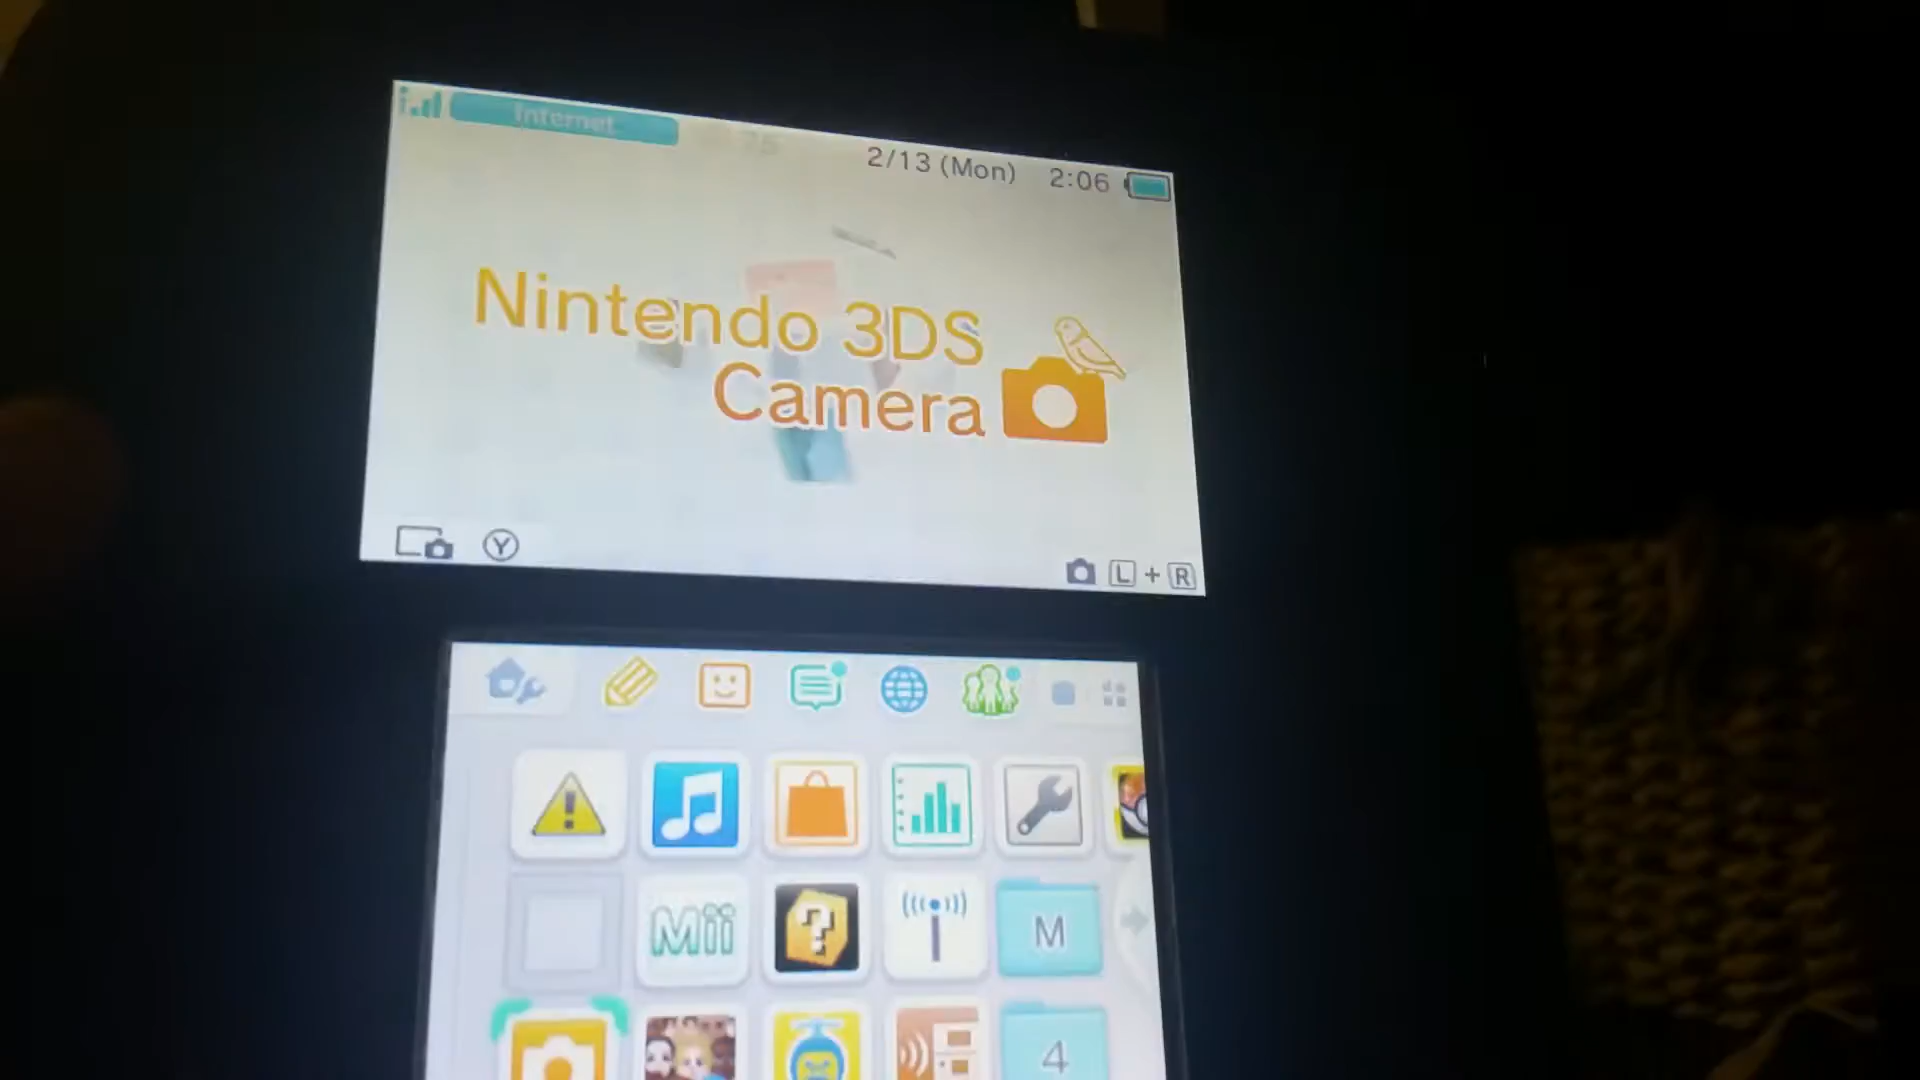 Internet
2/13 (Mon) 2:06
Nintendo 3DS
Camera
Y
L + R
Mii
?
M
4